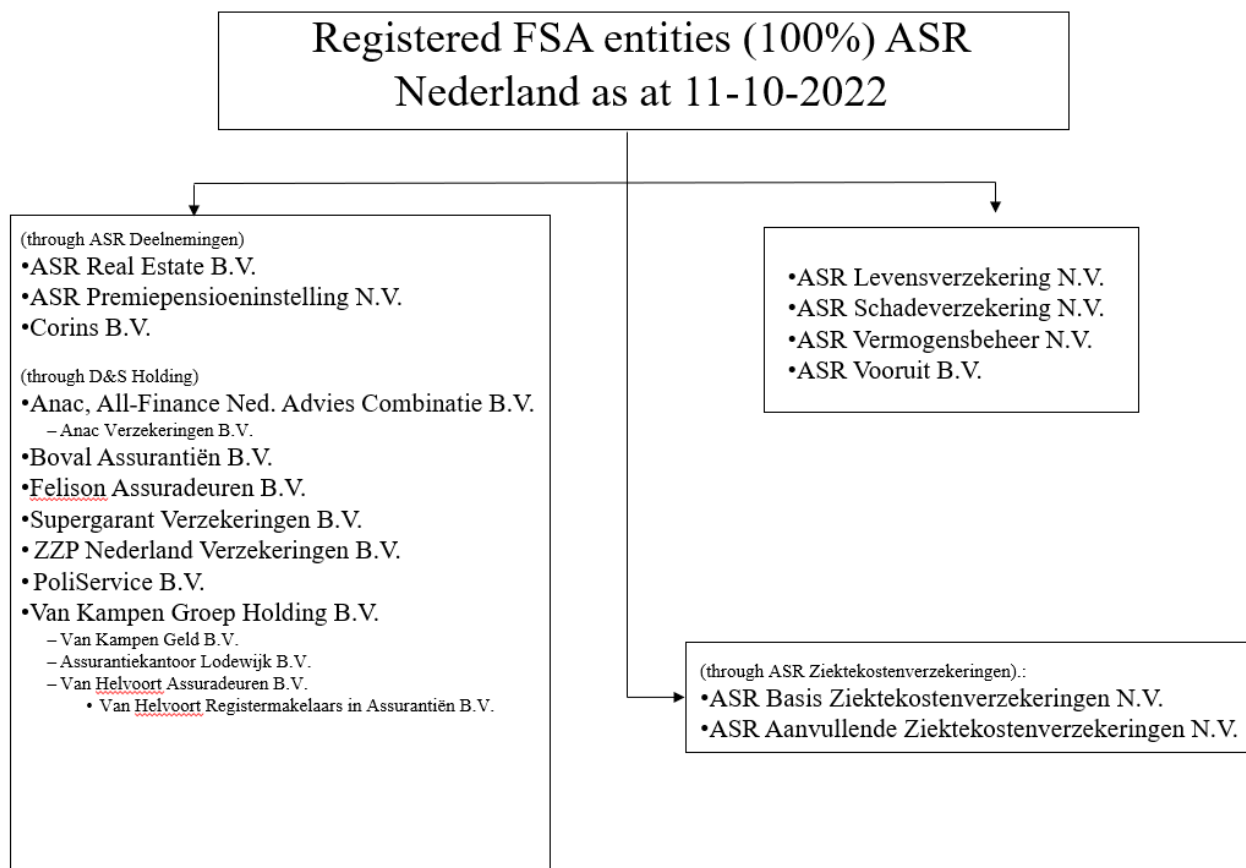 Registered FSA entities (100%) ASR
Nederland as at 11-10-2022
(through ASR Deelnemingen)
•ASR Real Estate B.V.
•ASR Premiepensioeninstelling N.V.
•Corins B.V.
(through D&S Holding)
•Anac, All-Finance Ned. Advies Combinatie B.V.
– Anac Verzekeringen B.V.
•Boval Assurantiën B.V.
•Felison Assuradeuren B.V.
•Supergarant Verzekeringen B.V.
• ZZP Nederland Verzekeringen B.V.
•PoliService B.V.
•Van Kampen Groep Holding B.V.
– Van Kampen Geld B.V.
– Assurantiekantoor Lodewijk B.V.
– Van Helvoort Assuradeuren B.V.
• Van Helvoort Registermakelaars in Assurantiën B.V.
•ASR Levensverzekering N.V.
•ASR Schadeverzekering N.V.
•ASR Vermogensbeheer N.V.
•ASR Vooruit B.V.
(through ASR Ziektekostenverzekeringen).:
•ASR Basis Ziektekostenverzekeringen N.V.
•ASR Aanvullende Ziektekostenverzekeringen N.V.